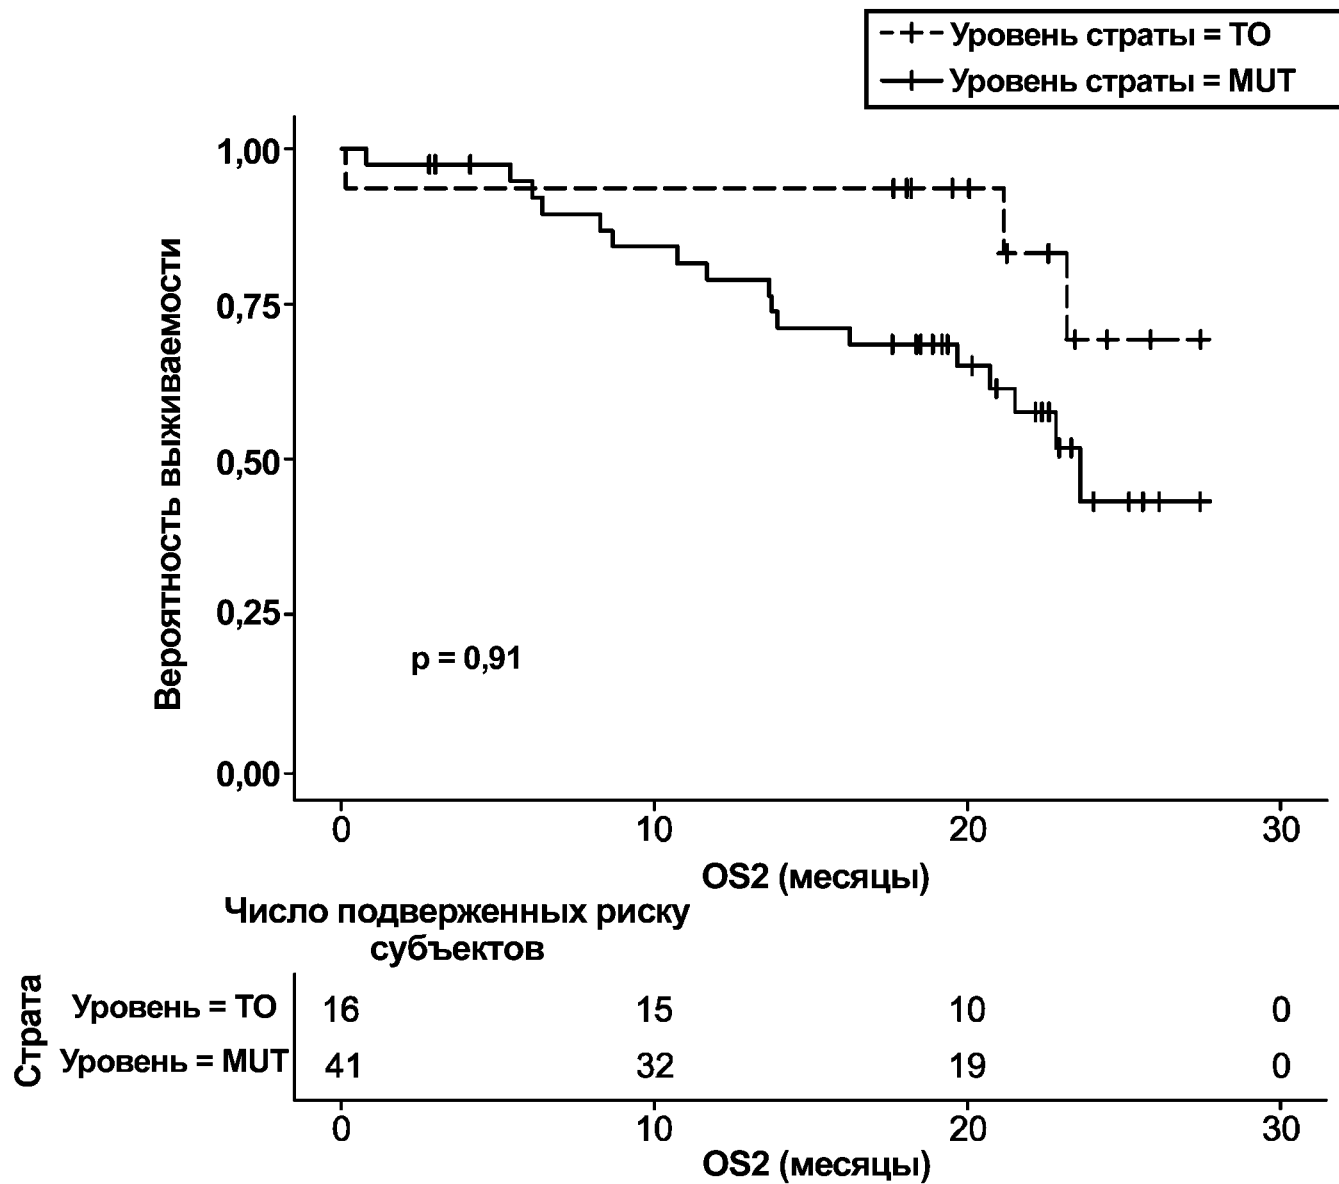 Уровень страты = TO
Уровень страты = MUT
Вероятность выживаемости
1,00
0,75
0,50
0,25
0,00
p = 0,91
0 10 20 30
OS2 (месяцы)
Число подверженных риску
субъектов
Страта
Уровень = TO 16 15 10 0
Уровень = MUT 41 32 19 0
0 10 20 30
OS2 (месяцы)